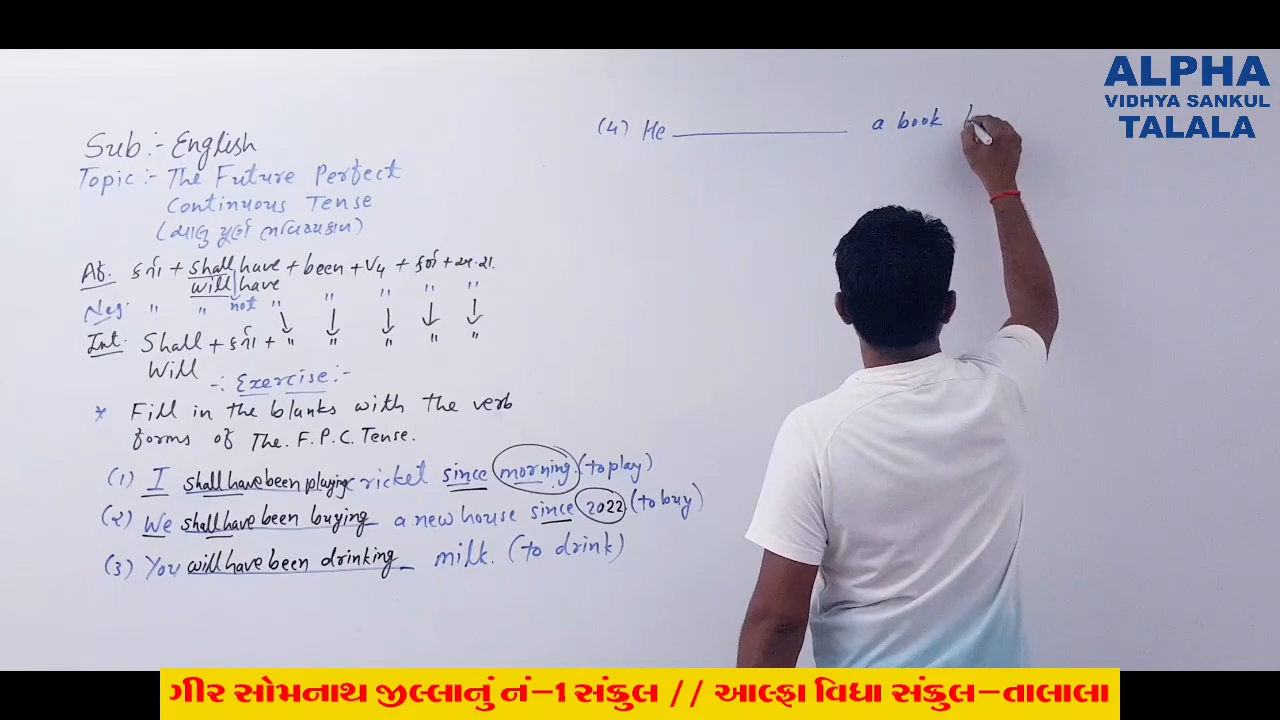 Sub:- English
Topic:- The Future Perfect
Continuous Tense
(ચાલુ પૂર્ણ ભવિષ્યકાળ)
Af. કર્તા + shall have + been + V4 + કર્મ + સમ.શ.
will have
Neg. " " not " " " " "
Int. Shall + કર્તા + " " " " "
Will
-: Exercise:-
* Fill in the blanks with the verb
forms of The. F.P.C. Tense.
(1) I shall have been playing cricket since morning. (to play)
(2) We shall have been buying a new house since 2022. (to buy)
(3) You will have been drinking milk. (to drink)
(4) He ____________ a book
ALPHA
VIDHYA SANKUL
TALALA
ગીર સોમનાથ જીલ્લાનું નં-1 સંકુલ // આલ્ફા વિધા સંકુલ-તાલાલા